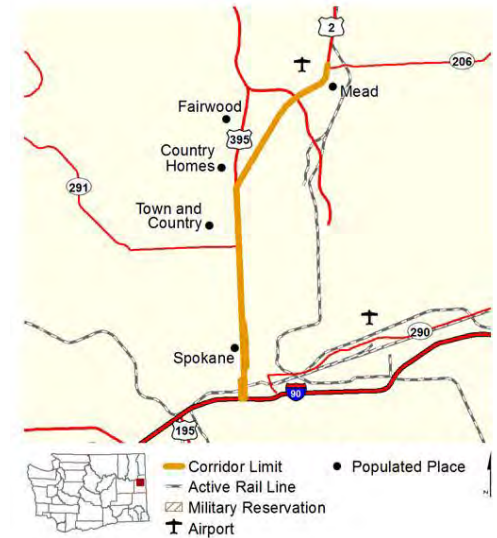 2
206
Mead
Fairwood
395
Country
Homes
291
Town and
Country
290
Spokane
90
195
Corridor Limit
Active Rail Line
Military Reservation
Airport
Populated Place
N